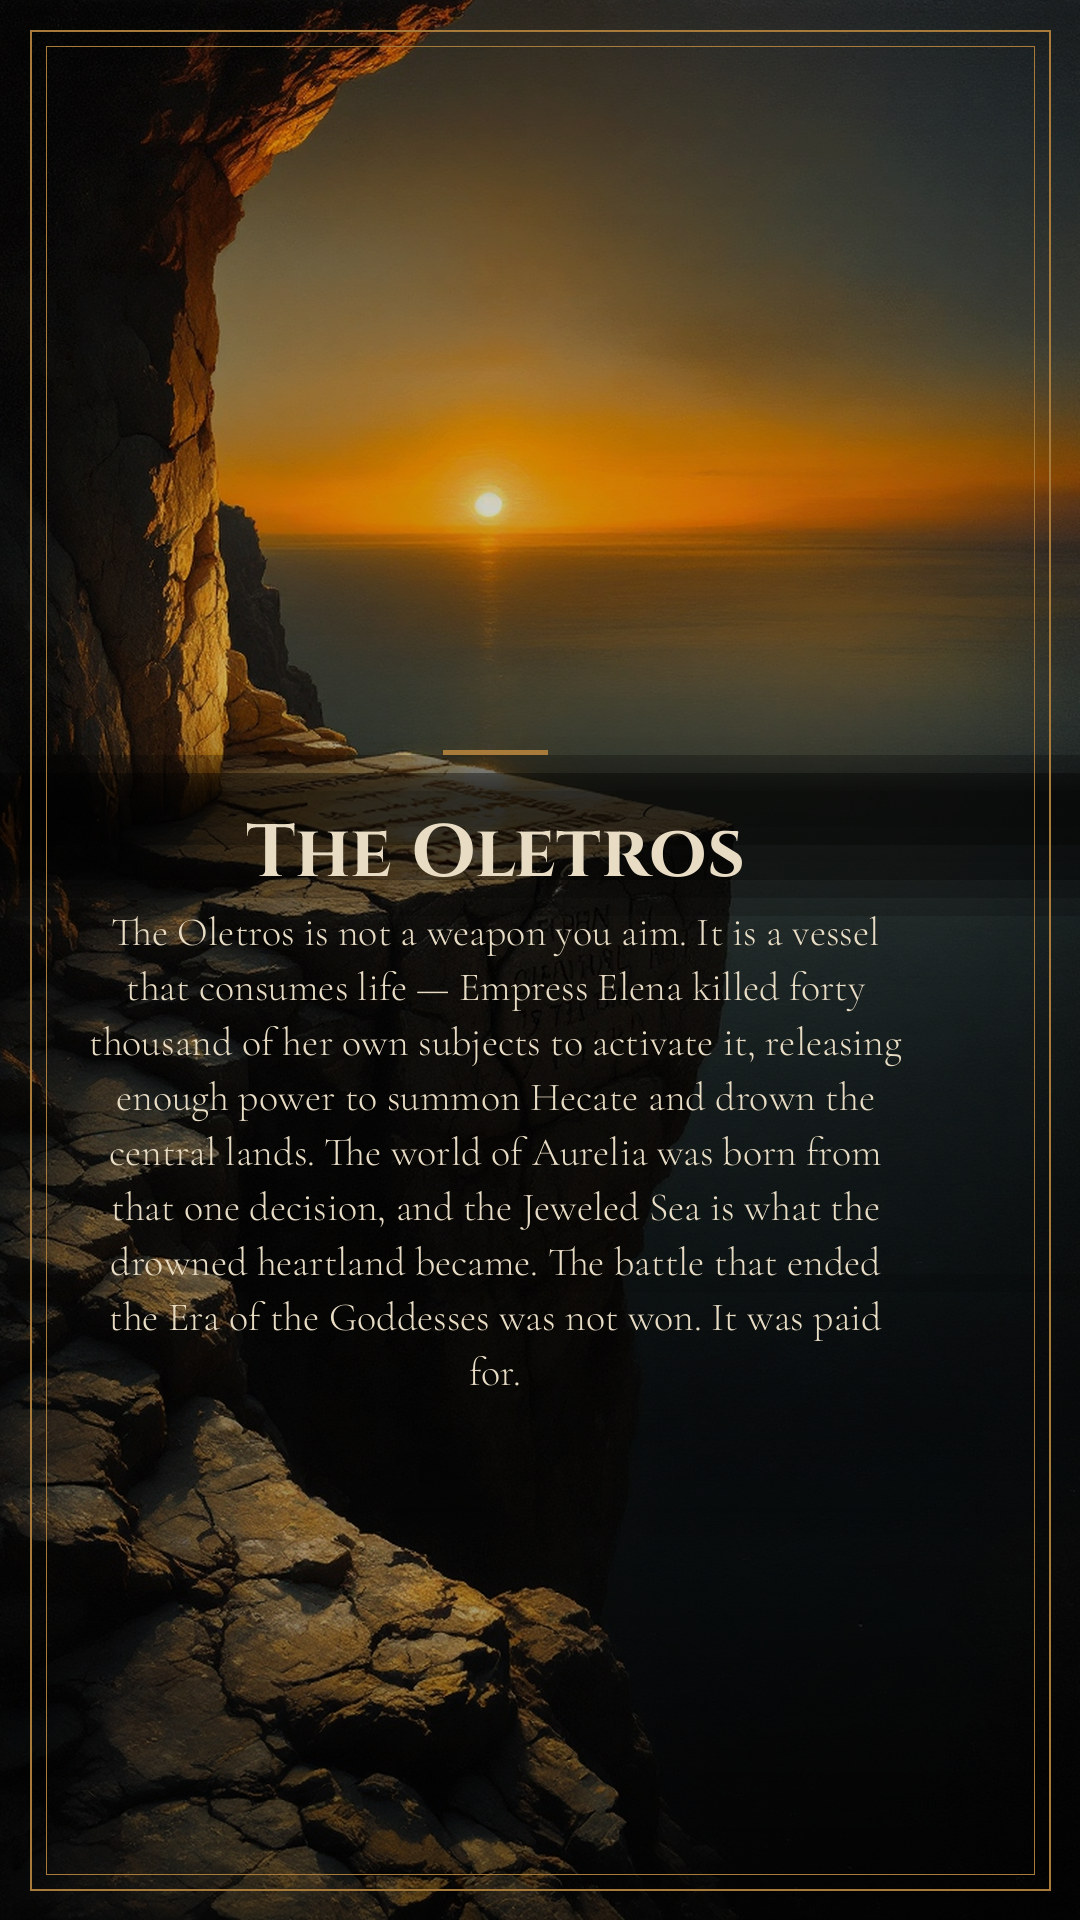 The Oletros
The Oletros is not a weapon you aim. It is a vessel
that consumes life — Empress Elena killed forty
thousand of her own subjects to activate it, releasing
enough power to summon Hecate and drown the
central lands. The world of Aurelia was born from
that one decision, and the Jeweled Sea is what the
drowned heartland became. The battle that ended
the Era of the Goddesses was not won. It was paid
for.